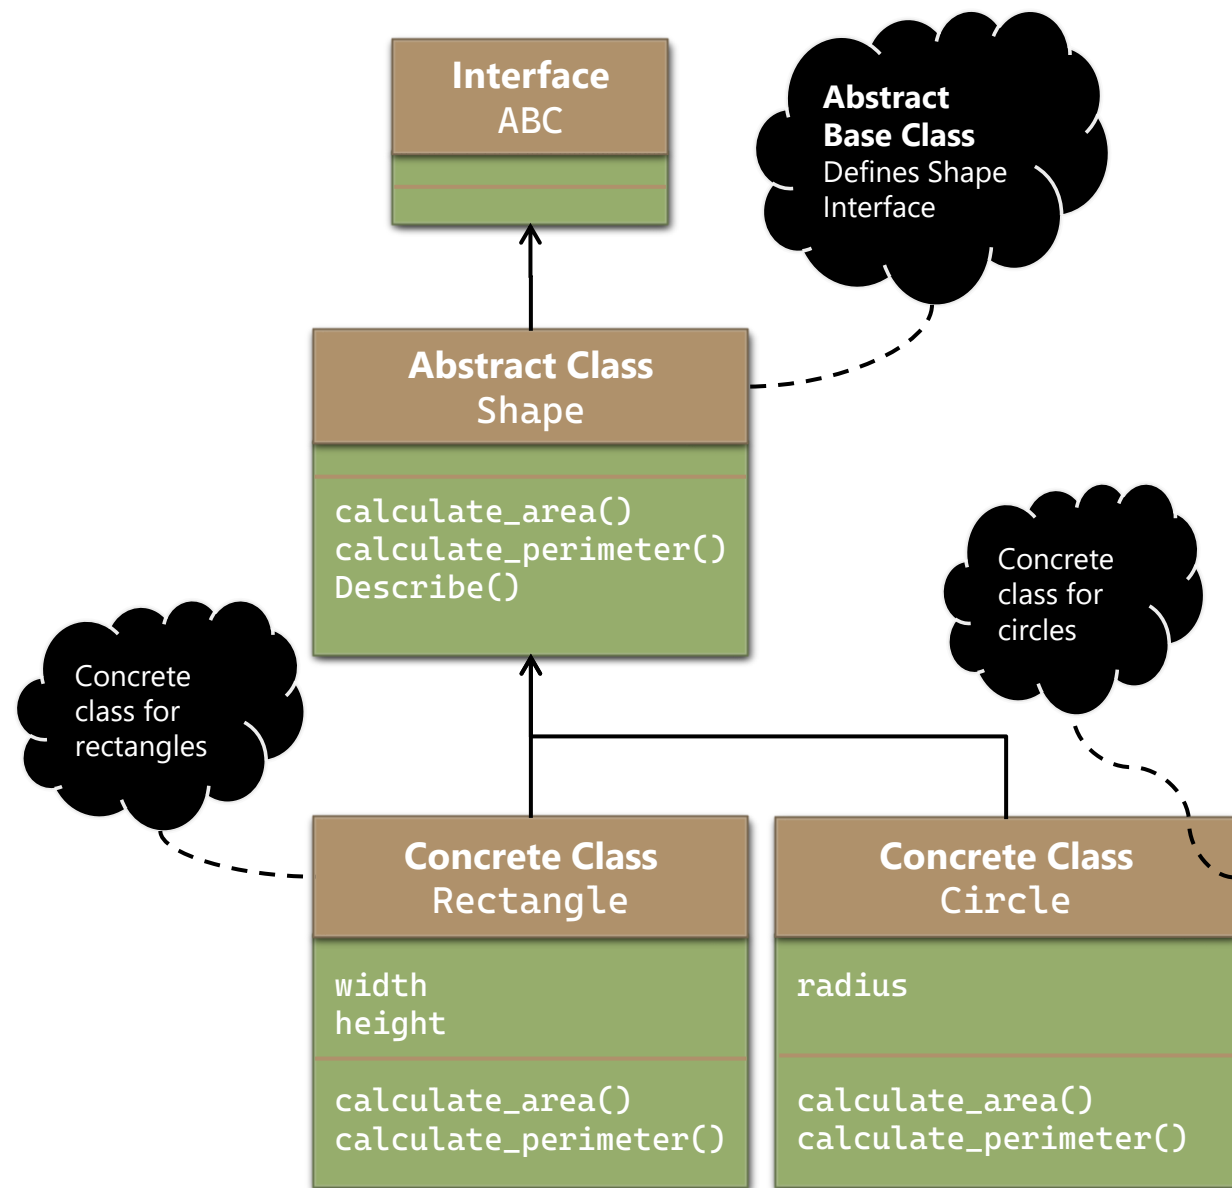 Interface
ABC
Abstract
Base Class
Defines Shape
Interface
Abstract Class
Shape
calculate_area()
calculate_perimeter()
Describe()
Concrete
class for
circles
Concrete
class for
rectangles
Concrete Class
Rectangle
width
height
calculate_area()
calculate_perimeter()
Concrete Class
Circle
radius
calculate_area()
calculate_perimeter()